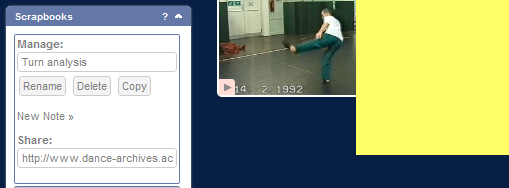 Scrapbooks ?
Manage:
Turn analysis
Rename Delete Copy
New Note »
Share:
http://www.dance-archives.ac
14 2. 1992